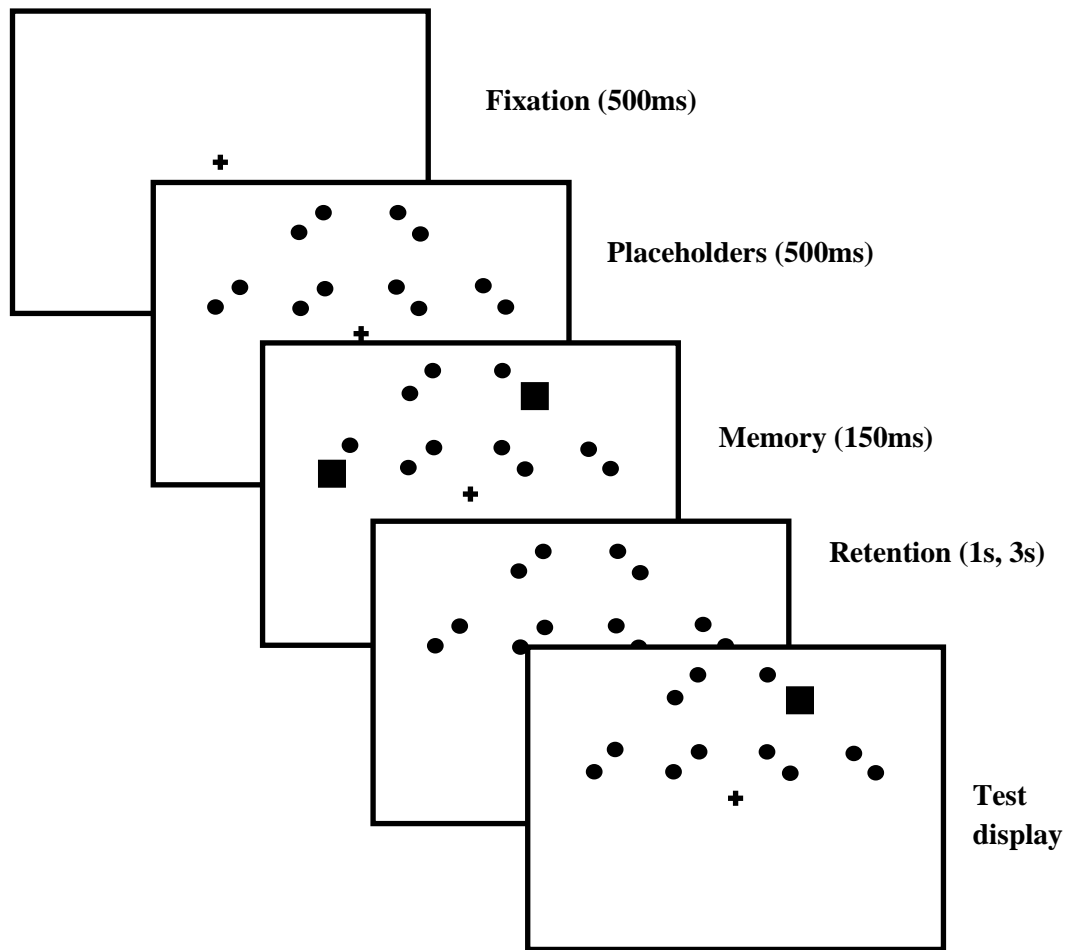 Fixation (500ms)
Placeholders (500ms)
Memory (150ms)
Retention (1s, 3s)
Test
display